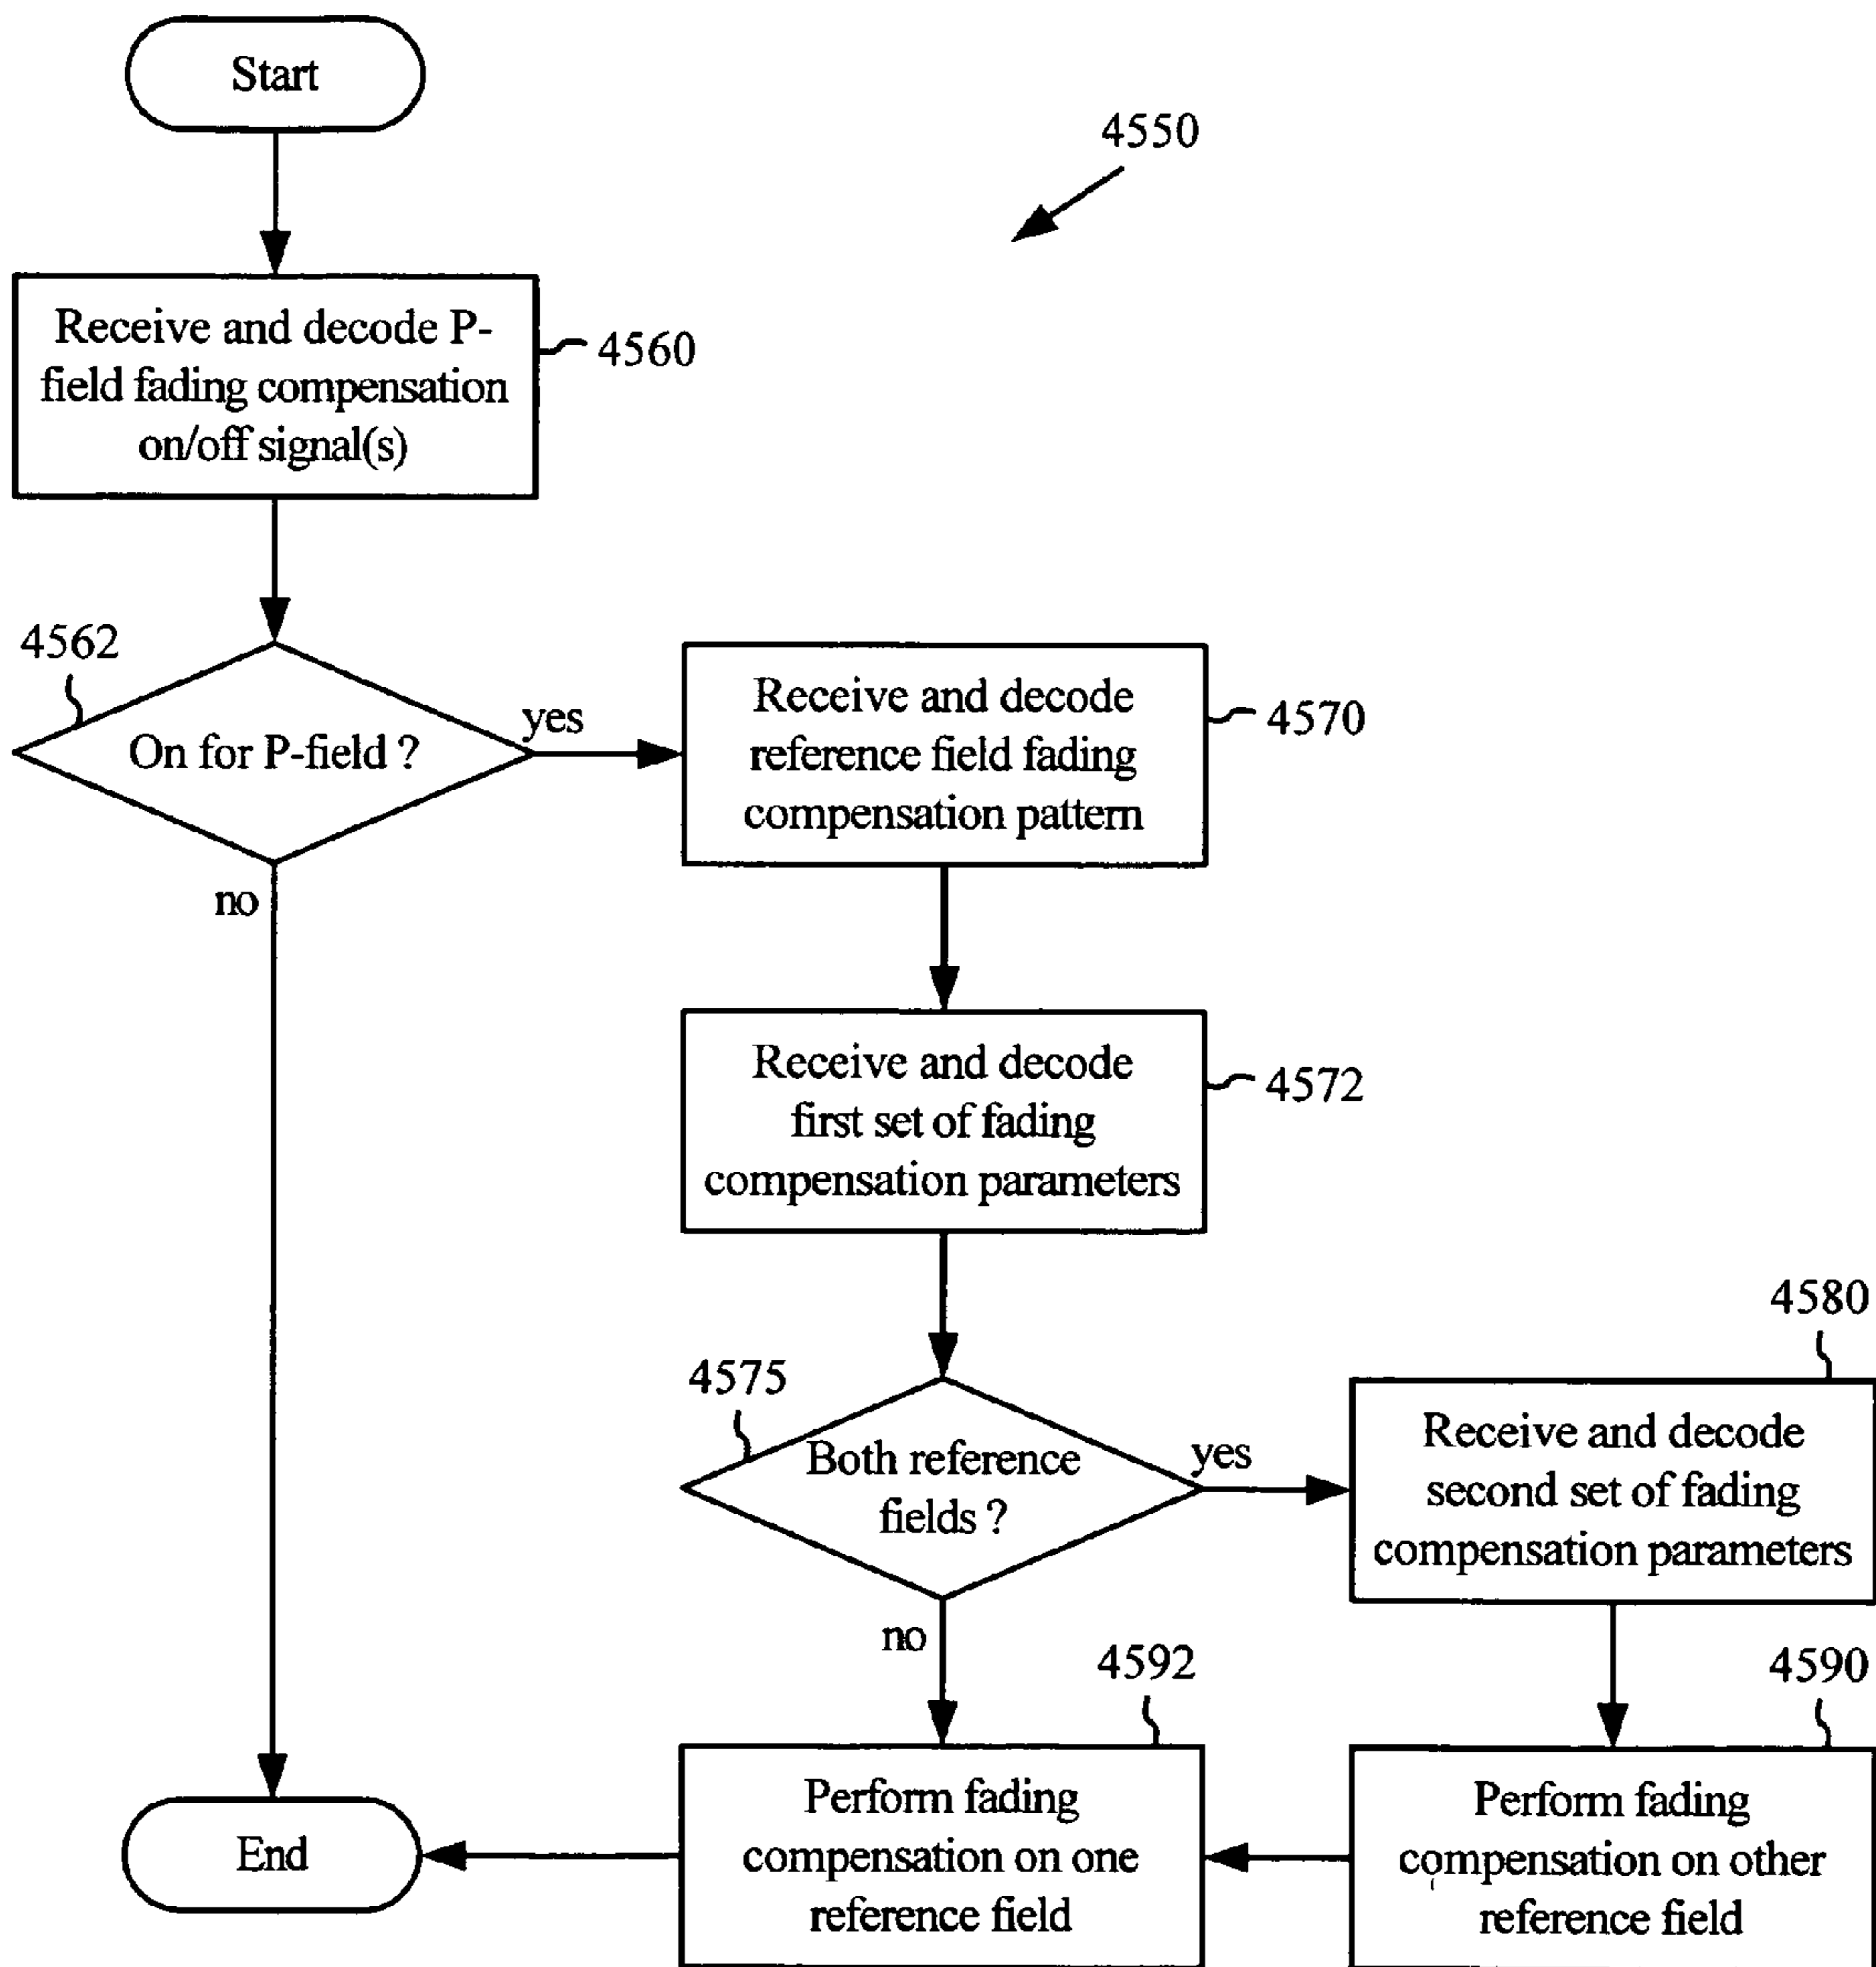 Start
4550
Receive and decode P-
field fading compensation
on/off signal(s)
4560
4562
On for P-field ?
yes
no
Receive and decode
reference field fading
compensation pattern
4570
Receive and decode
first set of fading
compensation parameters
4572
4575
Both reference
fields ?
yes
no
4580
Receive and decode
second set of fading
compensation parameters
4590
Perform fading
compensation on other
reference field
4592
Perform fading
compensation on one
reference field
End